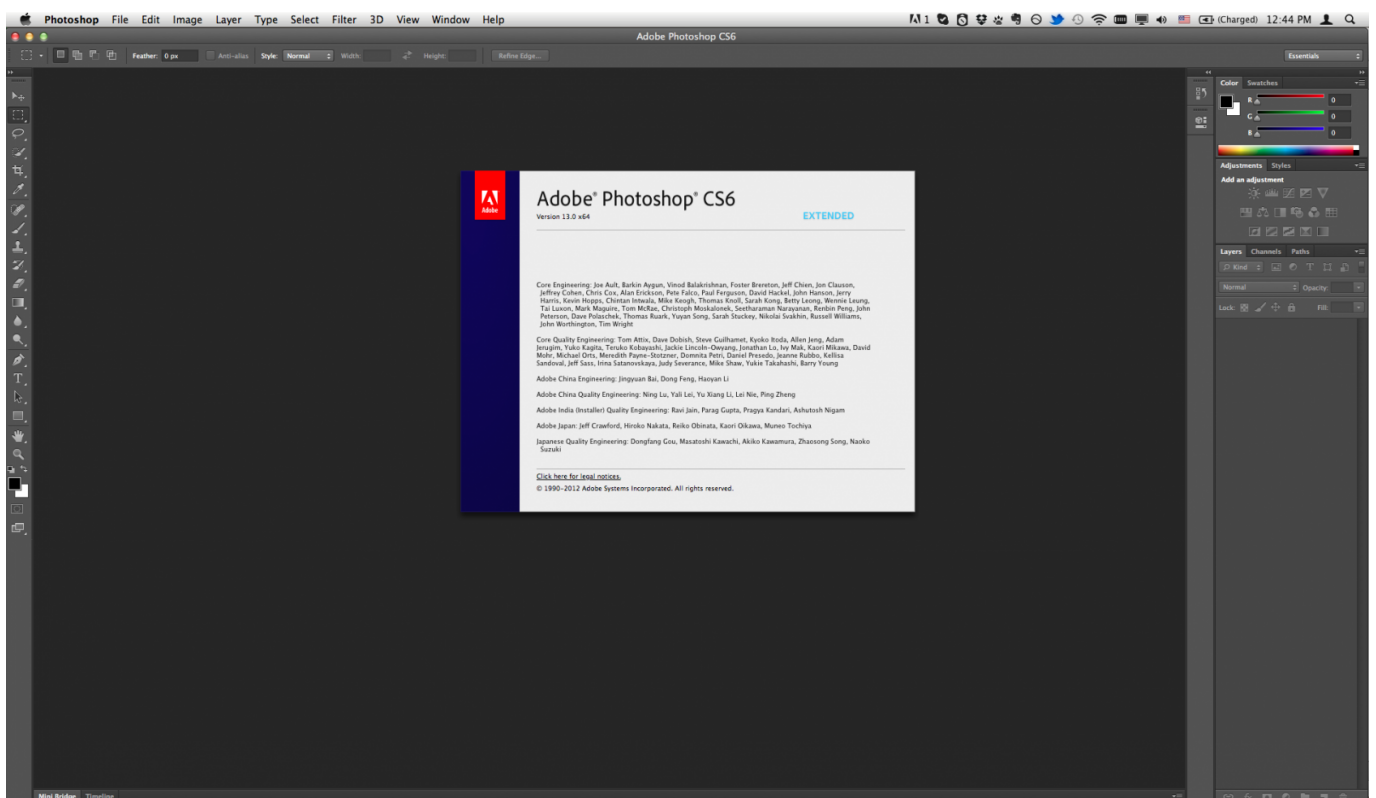 Photoshop File Edit Image Layer Type Select Filter 3D View Window Help 1 (Charged) 12:44 PM
Adobe Photoshop CS6
Feather: 0 px Anti-alias Style: Normal Width: Height: Refine Edge... Essentials
Color Swatches
R 0
G 0
B 0
Adjustments Styles
Add an adjustment
Layers Channels Paths
Kind
Normal Opacity:
Lock: Fill:
Adobe
Adobe® Photoshop® CS6
Version 13.0 x64
EXTENDED
Core Engineering: Joe Ault, Barkin Aygun, Vinod Balakrishnan, Foster Brereton, Jeff Chien, Jon Clauson,
Jeffrey Cohen, Chris Cox, Alan Erickson, Pete Falco, Paul Ferguson, David Hackel, John Hanson, Jerry
Harris, Kevin Hopps, Chintan Intwala, Mike Keogh, Thomas Knoll, Sarah Kong, Betty Leong, Wennie Leung,
Tai Luxon, Mark Maguire, Tom McRae, Christoph Moskalonek, Seetharaman Narayanan, Renbin Peng, John
Peterson, Dave Polaschek, Thomas Ruark, Yuyan Song, Sarah Stuckey, Nikolai Svakhin, Russell Williams,
John Worthington, Tim Wright
Core Quality Engineering: Tom Attix, Dave Dobish, Steve Guilhamet, Kyoko Itoda, Allen Jeng, Adam
Jerugim, Yuko Kagita, Teruko Kobayashi, Jackie Lincoln-Owyang, Jonathan Lo, Ivy Mak, Kaori Mikawa, David
Mohr, Michael Orts, Meredith Payne-Stotzner, Domnita Petri, Daniel Presedo, Jeanne Rubbo, Kellisa
Sandoval, Jeff Sass, Irina Satanovskaya, Judy Severance, Mike Shaw, Yukie Takahashi, Barry Young
Adobe China Engineering: Jingyuan Bai, Dong Feng, Haoyan Li
Adobe China Quality Engineering: Ning Lu, Yali Lei, Yu Xiang Li, Lei Nie, Ping Zheng
Adobe India (Installer) Quality Engineering: Ravi Jain, Parag Gupta, Pragya Kandari, Ashutosh Nigam
Adobe Japan: Jeff Crawford, Hiroko Nakata, Reiko Obinata, Kaori Oikawa, Muneo Tochiya
Japanese Quality Engineering: Dongfang Gou, Masatoshi Kawachi, Akiko Kawamura, Zhaosong Song, Naoko
Suzuki
Click here for legal notices.
© 1990-2012 Adobe Systems Incorporated. All rights reserved.
Mini Bridge Timeline